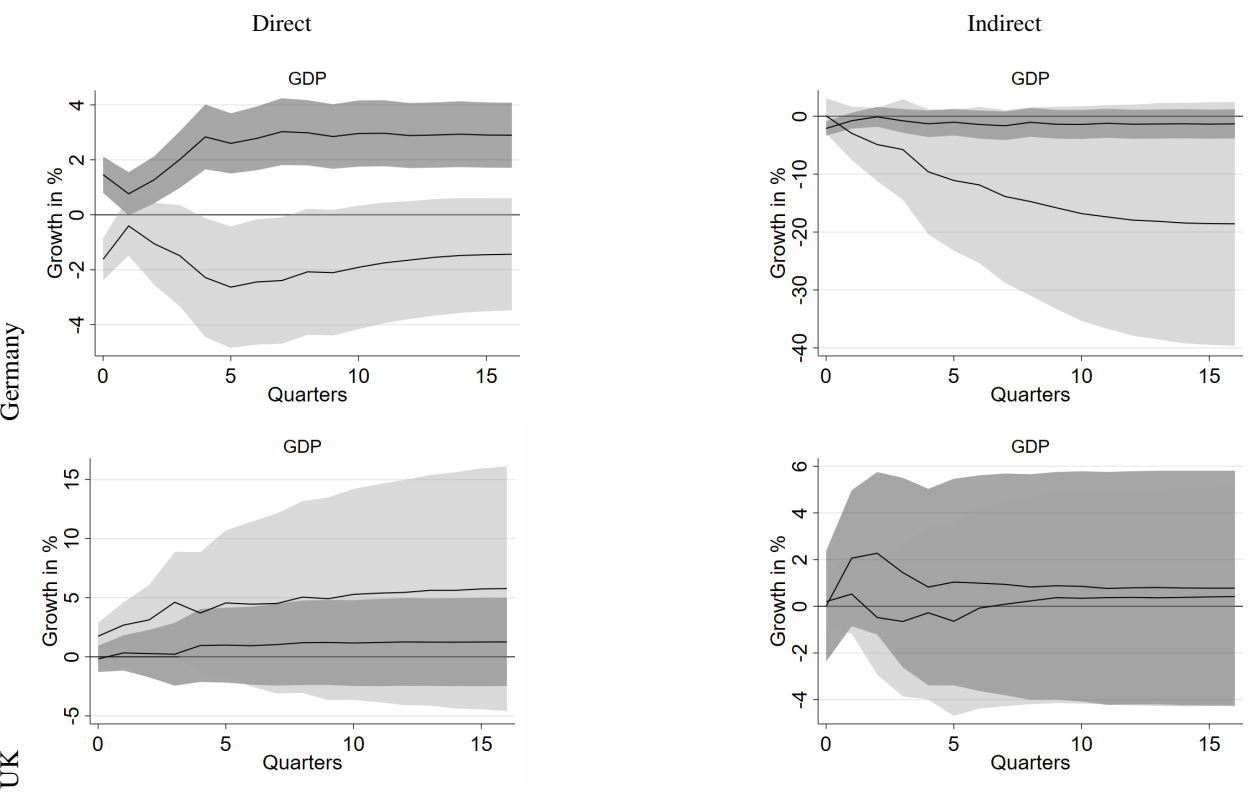 Direct
Indirect
Germany
GDP
Growth in %
4
2
0
-2
-4
0 5 10 15
Quarters
GDP
Growth in %
0
-10
-20
-30
-40
0 5 10 15
Quarters
UK
GDP
Growth in %
15
10
5
0
-5
0 5 10 15
Quarters
GDP
Growth in %
6
4
2
0
-2
-4
0 5 10 15
Quarters